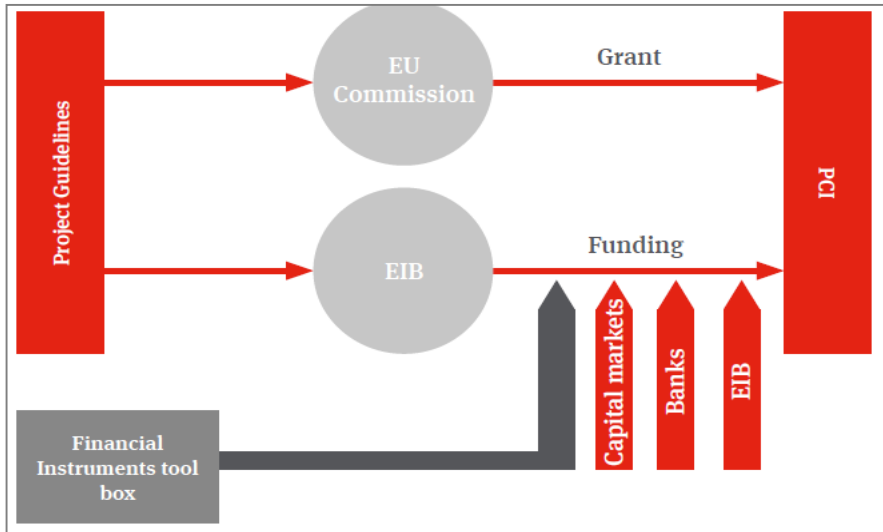 Project Guidelines
EU
Commission
Grant
PCI
EIB
Funding
Capital markets
Banks
EIB
Financial
Instruments tool
box